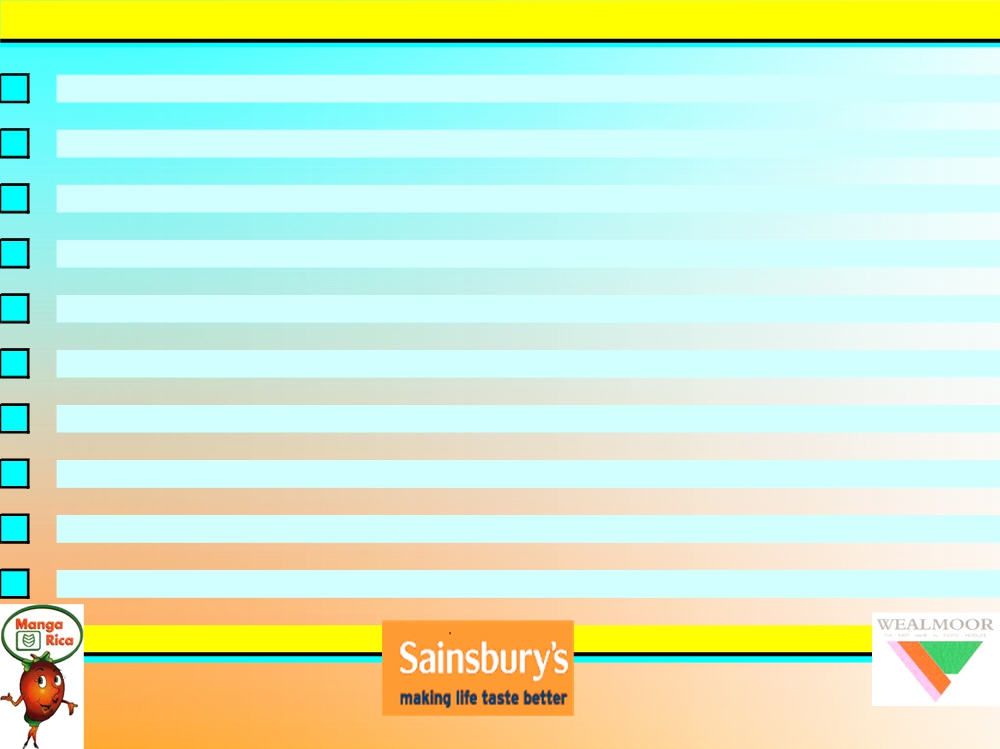 Manga
Rica
Sainsbury's
making life taste better
WEALMOOR